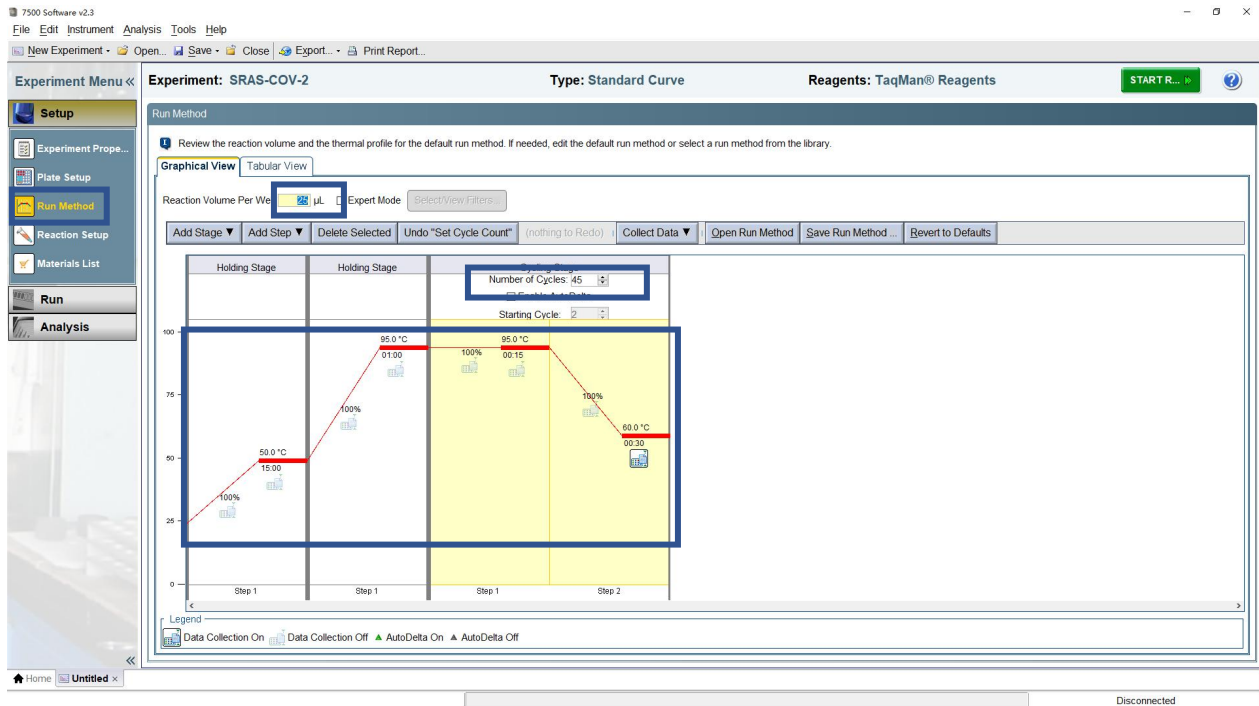 7500 Software v2.3
File Edit Instrument Analysis Tools Help
New Experiment Open... Save Close Export... Print Report...
Experiment Menu «
Experiment: SRAS-COV-2 Type: Standard Curve Reagents: TaqMan® Reagents START R...
Setup
Run Method
Review the reaction volume and the thermal profile for the default run method. If needed, edit the default run method or select a run method from the library.
Experiment Prope...
Graphical View Tabular View
Plate Setup
Run Method
Reaction Volume Per We 25 µL Expert Mode Select/View Filters...
Reaction Setup
Add Stage ▼ Add Step ▼ Delete Selected Undo "Set Cycle Count" (nothing to Redo) Collect Data ▼ Open Run Method Save Run Method ... Revert to Defaults
Materials List
Holding Stage Holding Stage Cycling Stage
Number of Cycles: 45
Enable AutoDelta
Run
Starting Cycle: 2
Analysis
100
95.0 °C 95.0 °C
01:00 100% 00:15
75
100%
100%
60.0 °C
00:30
50
50.0 °C
15:00
100%
25
0
Step 1 Step 1 Step 1 Step 2
Legend
Data Collection On Data Collection Off ▲ AutoDelta On ▲ AutoDelta Off
«
Home Untitled ×
Disconnected